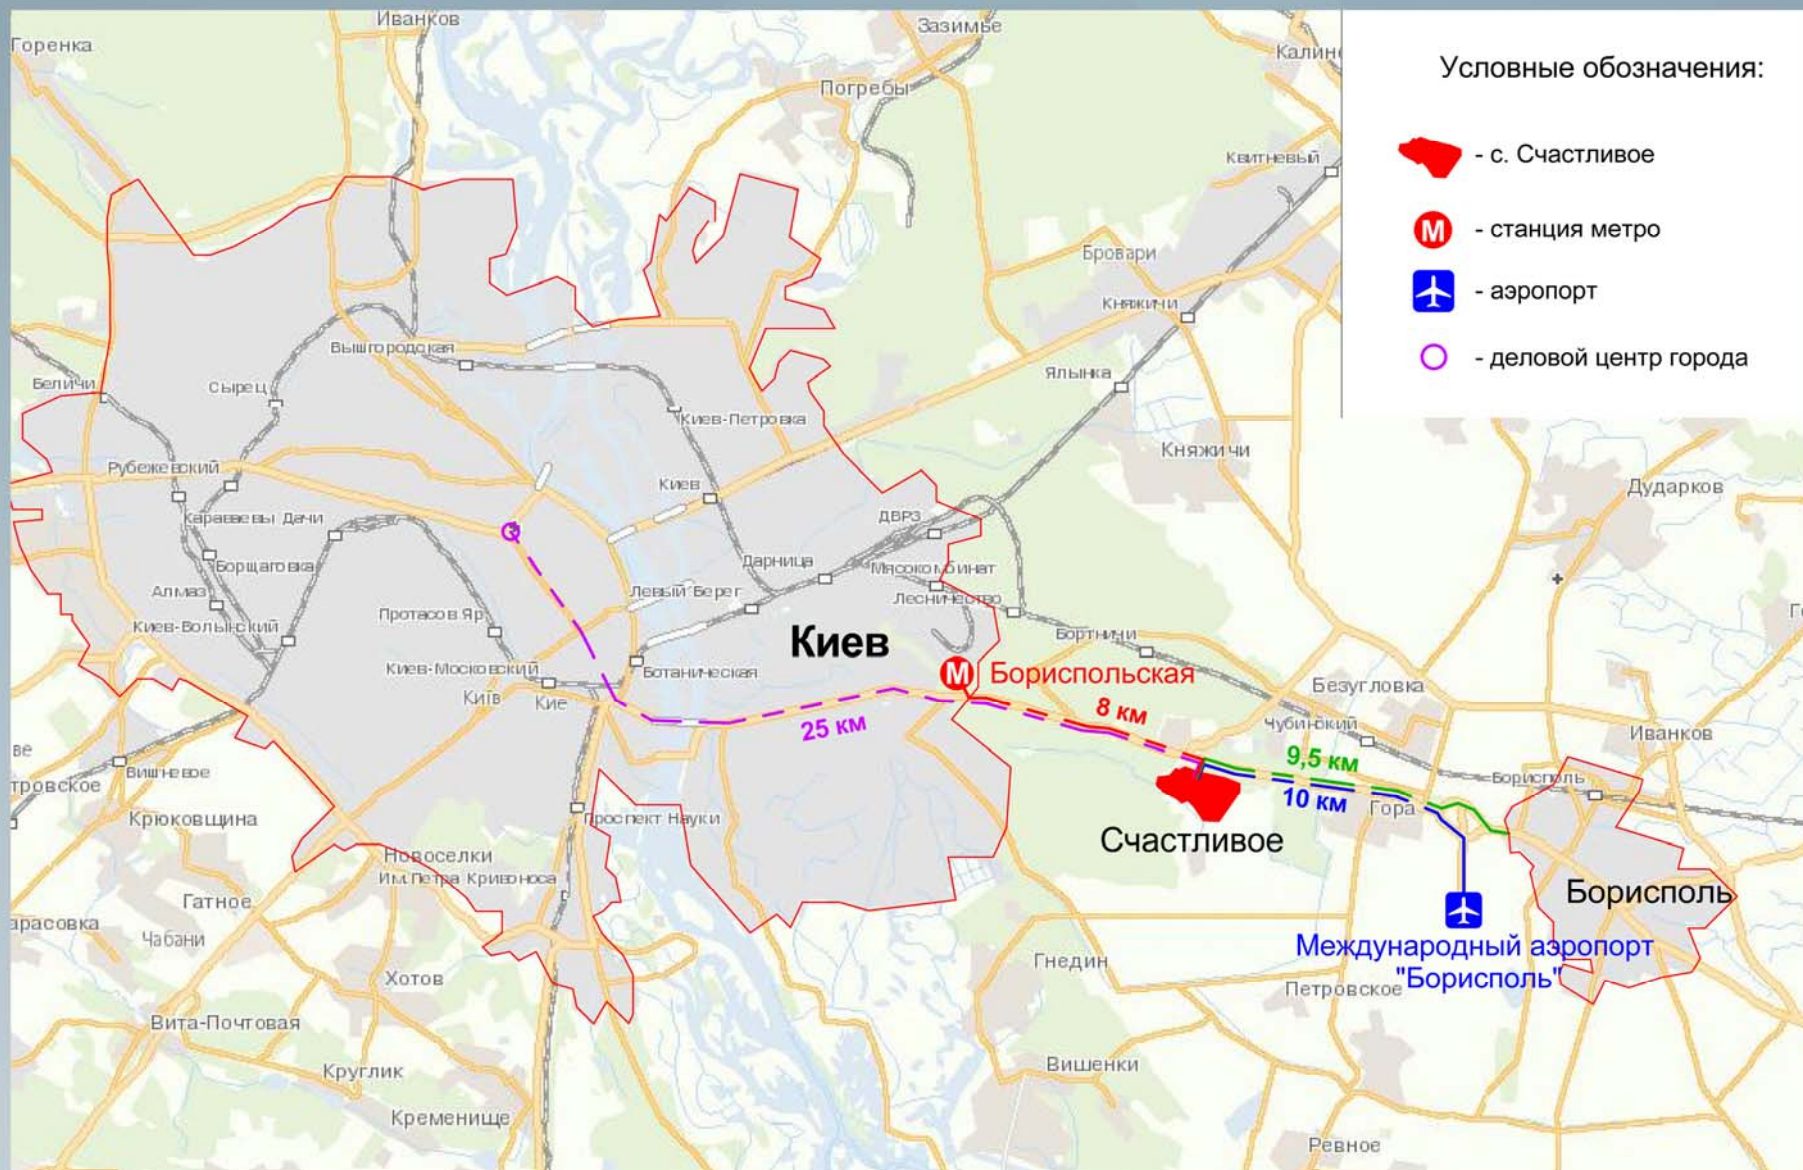 Иванков
Зазимье
Горенка
Калин
Погребы
Условные обозначения:
- с. Счастливое
- станция метро
- аэропорт
- деловой центр города
Квитневый
Бровари
Княжичи
Вышгородская
Ялынка
Беличи
Сырец
Киев-Петровка
Княжичи
Рубежевский
Киев
Дударков
Караваевы Дачи
ДВРЗ
Борщаговка
Дарница
Мясокомбинат
Алмаз
Левый Берег
Лесничество
Протасов Яр
Киев-Волынский
Киев
Бортничи
Киев-Московский
Ботаническая
М
Бориспольская
Безугловка
Київ
Кие
25 км
8 км
Чубинский
Иванков
ве
Вишневое
9,5 км
Борисполь
тровское
10 км
Гора
Крюковщина
Проспект Науки
Счастливое
Новоселки
Им.Петра Кривоноса
Гатное
Борисполь
арасовка
Чабани
Международный аэропорт
"Борисполь"
Гнедин
Хотов
Петровское
Вита-Почтовая
Вишенки
Круглик
Кременище
Ревное